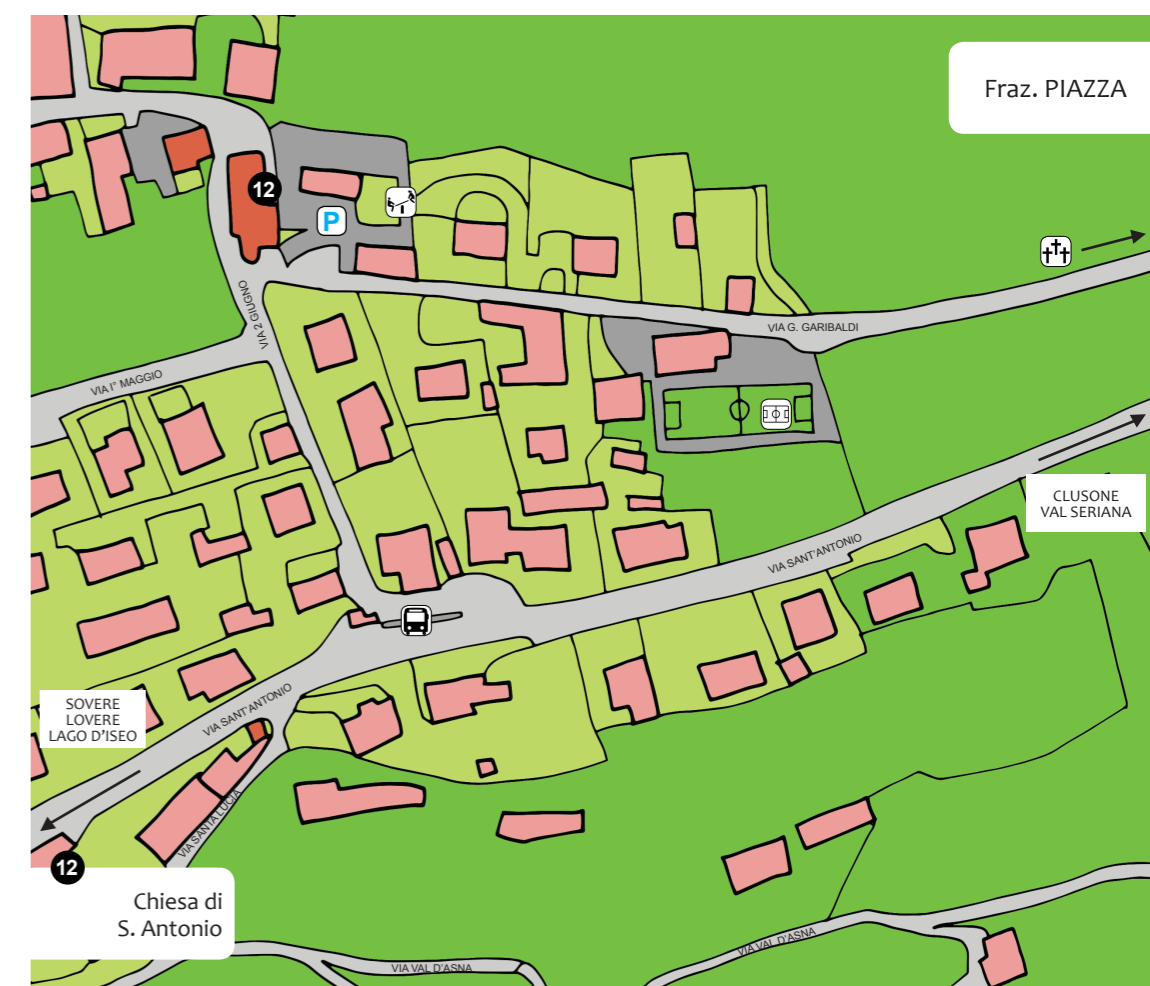 Fraz. PIAZZA
12
P
VIA 2 GIUGNO
VIA G. GARIBALDI
VIA I° MAGGIO
CLUSONE
VAL SERIANA
VIA SANT'ANTONIO
SOVERE
LOVERE
LAGO D'ISEO
VIA SANT'ANTONIO
VIA SANTA LUCIA
12
Chiesa di
S. Antonio
VIA VAL D'ASNA
VIA VAL D'ASNA